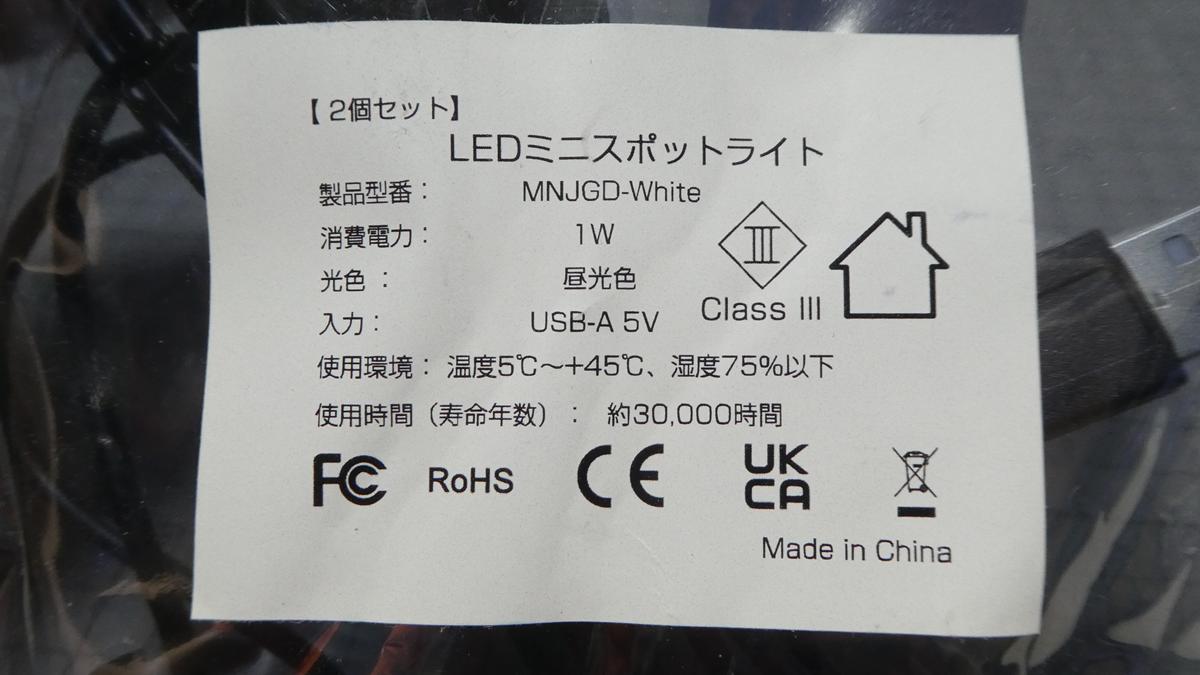 【2個セット】
LEDミニスポットライト
製品型番： MNJGD-White
消費電力： 1W
光色： 昼光色
入力： USB-A 5V
Class III
使用環境： 温度5℃～+45℃、湿度75%以下
使用時間（寿命年数）： 約30,000時間
FC RoHS CE UK CA
Made in China